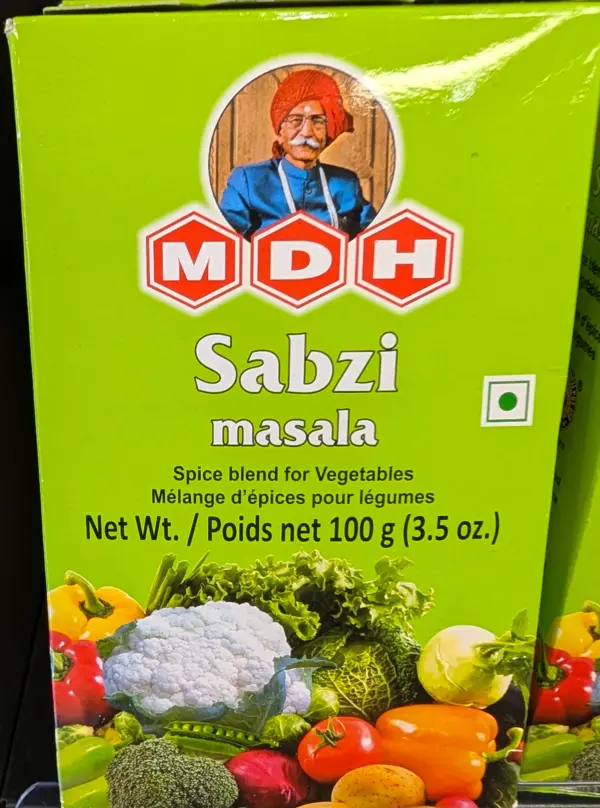 MDH
Sabzi
masala
Spice blend for Vegetables
Mélange d'épices pour légumes
Net Wt. / Poids net 100 g (3.5 oz.)